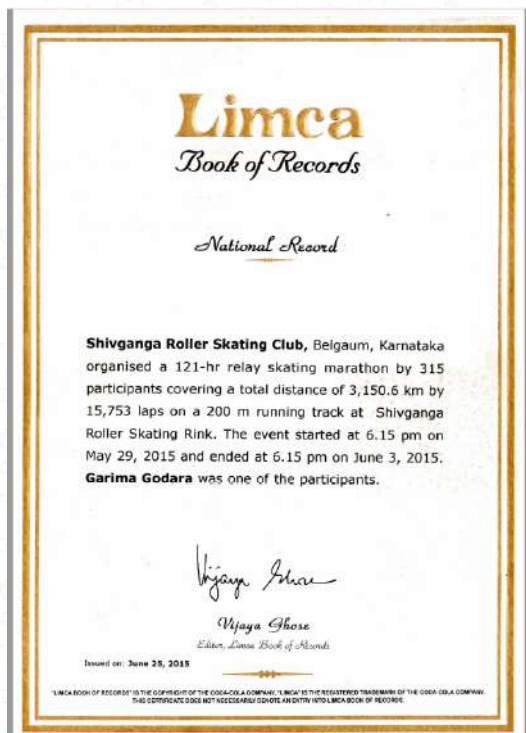 Limca
Book of Records
National Record
Shivganga Roller Skating Club, Belgaum, Karnataka
organised a 121-hr relay skating marathon by 315
participants covering a total distance of 3,150.6 km by
15,753 laps on a 200 m running track at Shivganga
Roller Skating Rink. The event started at 6.15 pm on
May 29, 2015 and ended at 6.15 pm on June 3, 2015.
Garima Godara was one of the participants.
Vijaya Ghose
Vijaya Ghose
Editor, Limca Book of Records
Issued on: June 25, 2015
"LIMCA BOOK OF RECORDS" IS THE COPYRIGHT OF THE COCA-COLA COMPANY. "LIMCA" IS THE REGISTERED TRADEMARK OF THE COCA-COLA COMPANY.
THIS CERTIFICATE DOES NOT NECESSARILY DENOTE AN ENTRY INTO LIMCA BOOK OF RECORDS.